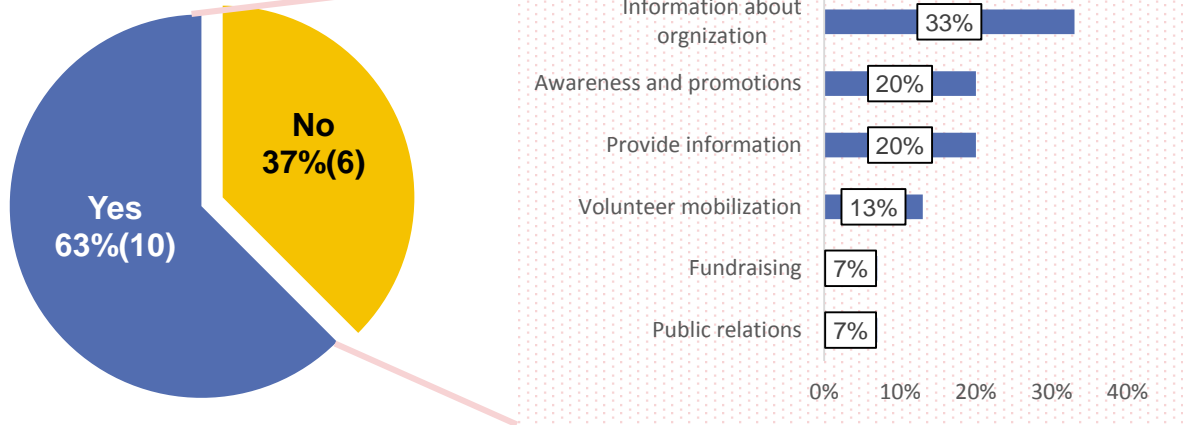 Yes
63%(10)
No
37%(6)
Information about
orgnization
33%
Awareness and promotions
20%
Provide information
20%
Volunteer mobilization
13%
Fundraising
7%
Public relations
7%
0% 10% 20% 30% 40%